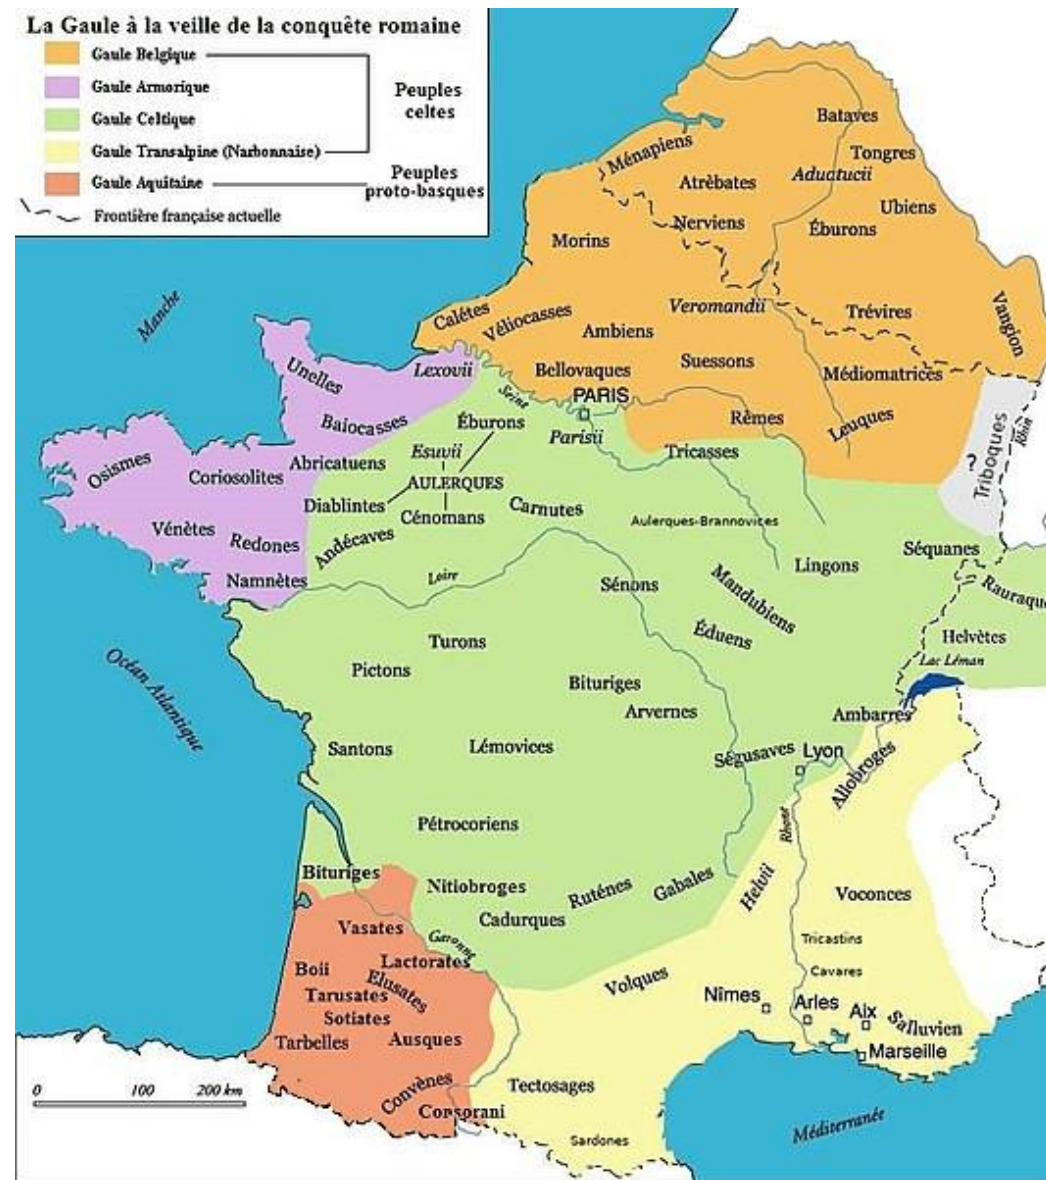 La Gaule à la veille de la conquête romaine
Gaule Belgique
Gaule Armorique
Gaule Celtique
Gaule Transalpine (Narbonnaise)
Gaule Aquitaine
Frontière française actuelle
Peuples
celtes
Peuples
proto-basques
Manche
Océan Atlantique
Méditerranée
Bataves
Ménapiens
Tongres
Atrèbates
Aduatucii
Ubiens
Nerviens
Éburons
Morins
Vangion
Calétes
Véliocasses
Veromandii
Trévires
Ambiens
Suessons
Bellovaques
Médiomatrices
Rèmes
Leuques
Unelles
Lexovii
Baiocasses
Osismes
Coriosolites
Abricatuens
Vénètes
Redones
Namnètes
Seine
PARIS
Parisii
Éburons
Esuvii
AULERQUES
Diablintes
Cénomans
Andécaves
Carnutes
Tricasses
Aulerques-Brannovices
?
Triboques
Rhin
Lingons
Séquanes
Rauraque
Helvètes
Lac Léman
Loire
Sénons
Mandubiens
Éduens
Turons
Pictons
Bituriges
Arvernes
Ambarres
Santons
Lémovices
Ségusaves
Lyon
Allobroges
Rhone
Pétrocoriens
Bituriges
Nitiobroges
Cadurques
Ruténes
Gabales
Helvii
Voconces
Vasates
Garonne
Lactorates
Boii
Elusates
Tarusates
Sotiates
Tarbelles
Ausques
Convènes
Consorani
Volques
Tricastins
Cavares
Nîmes
Arles
Aix
Salluvien
Marseille
Tectosages
Sardones
0 100 200 km